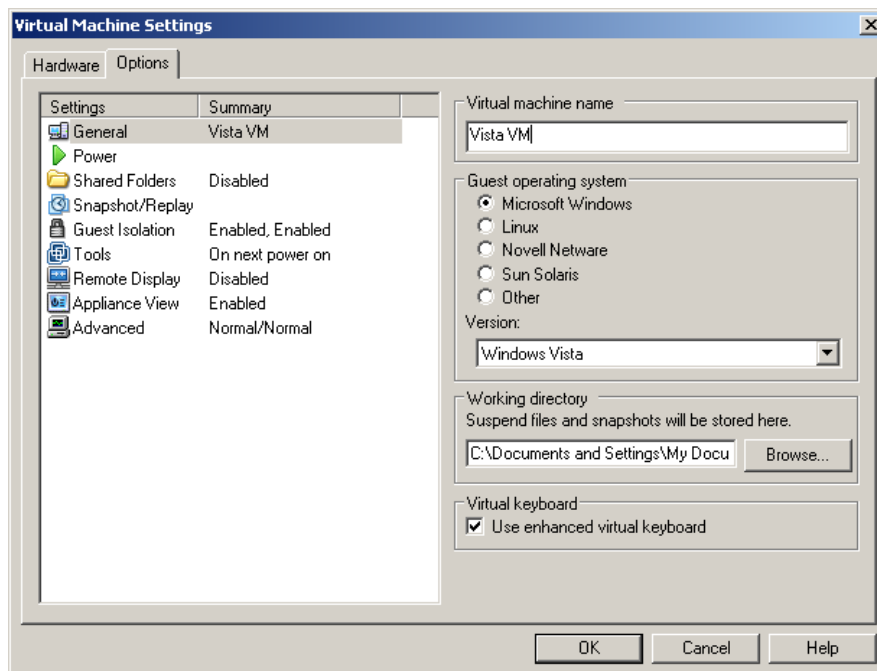 Virtual Machine Settings
Hardware Options
Settings Summary
General Vista VM
Power
Shared Folders Disabled
Snapshot/Replay
Guest Isolation Enabled, Enabled
Tools On next power on
Remote Display Disabled
Appliance View Enabled
Advanced Normal/Normal
Virtual machine name
Vista VM
Guest operating system
Microsoft Windows
Linux
Novell Netware
Sun Solaris
Other
Version:
Windows Vista
Working directory
Suspend files and snapshots will be stored here.
C:\Documents and Settings\My Docu Browse...
Virtual keyboard
Use enhanced virtual keyboard
OK Cancel Help